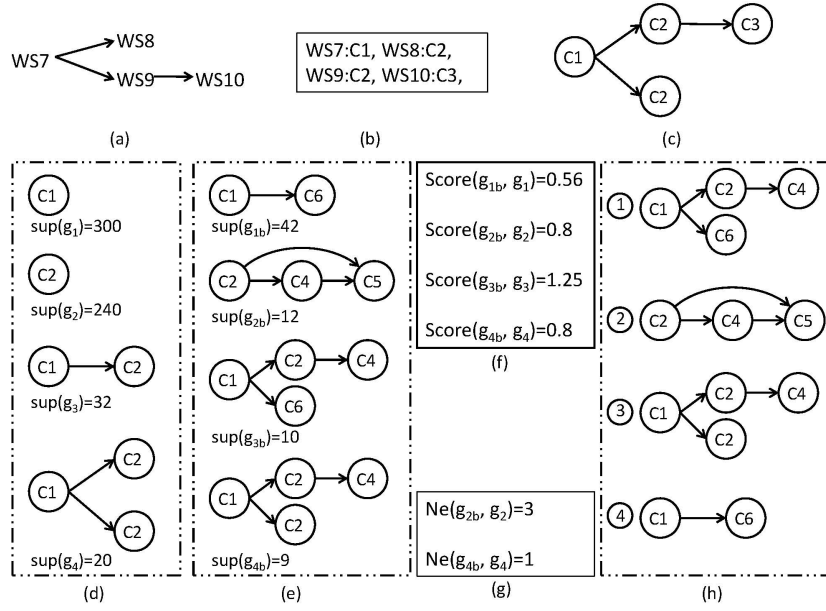 WS7
WS8
WS9
WS10
(a)
WS7:C1, WS8:C2,
WS9:C2, WS10:C3,
(b)
C1
C2
C3
C2
(c)
C1
sup(g1)=300
C2
sup(g2)=240
C1
C2
sup(g3)=32
C1
C2
C2
sup(g4)=20
(d)
C1
C6
sup(g1b)=42
C2
C4
C5
sup(g2b)=12
C1
C2
C4
C6
sup(g3b)=10
C1
C2
C4
C2
sup(g4b)=9
(e)
Score(g1b, g1)=0.56
Score(g2b, g2)=0.8
Score(g3b, g3)=1.25
Score(g4b, g4)=0.8
(f)
Ne(g2b, g2)=3
Ne(g4b, g4)=1
(g)
1
C1
C2
C4
C6
2
C2
C4
C5
3
C1
C2
C4
C2
4
C1
C6
(h)